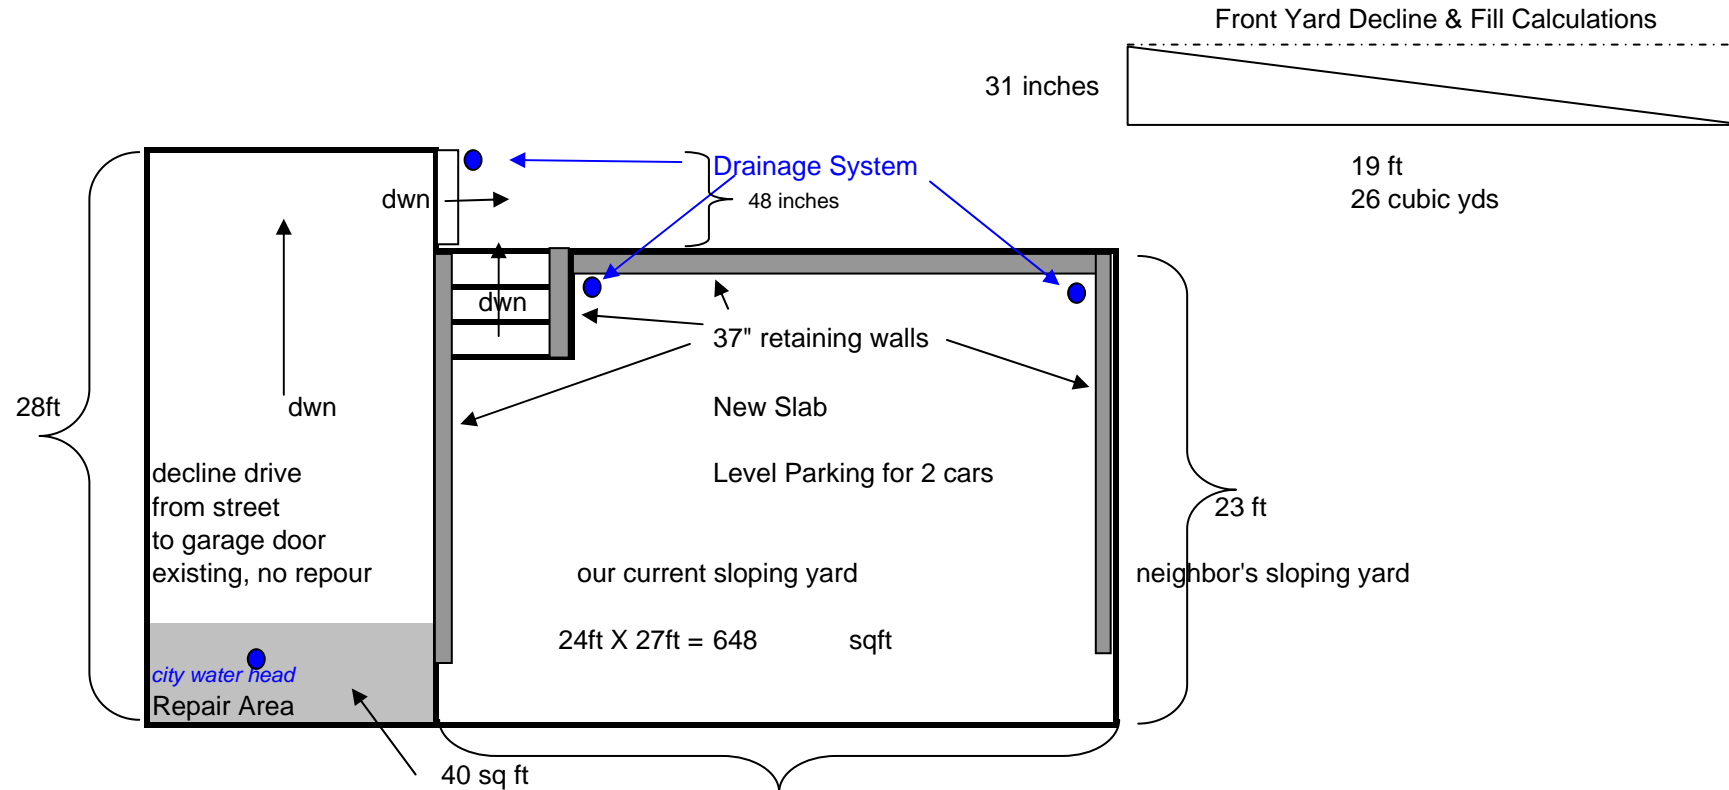 Front Yard Decline & Fill Calculations
31 inches
19 ft
26 cubic yds
Drainage System
dwn
48 inches
dwn
37" retaining walls
28ft
dwn
New Slab
decline drive
from street
to garage door
existing, no repour
Level Parking for 2 cars
23 ft
our current sloping yard
neighbor's sloping yard
24ft X 27ft = 648 sqft
city water head
Repair Area
40 sq ft